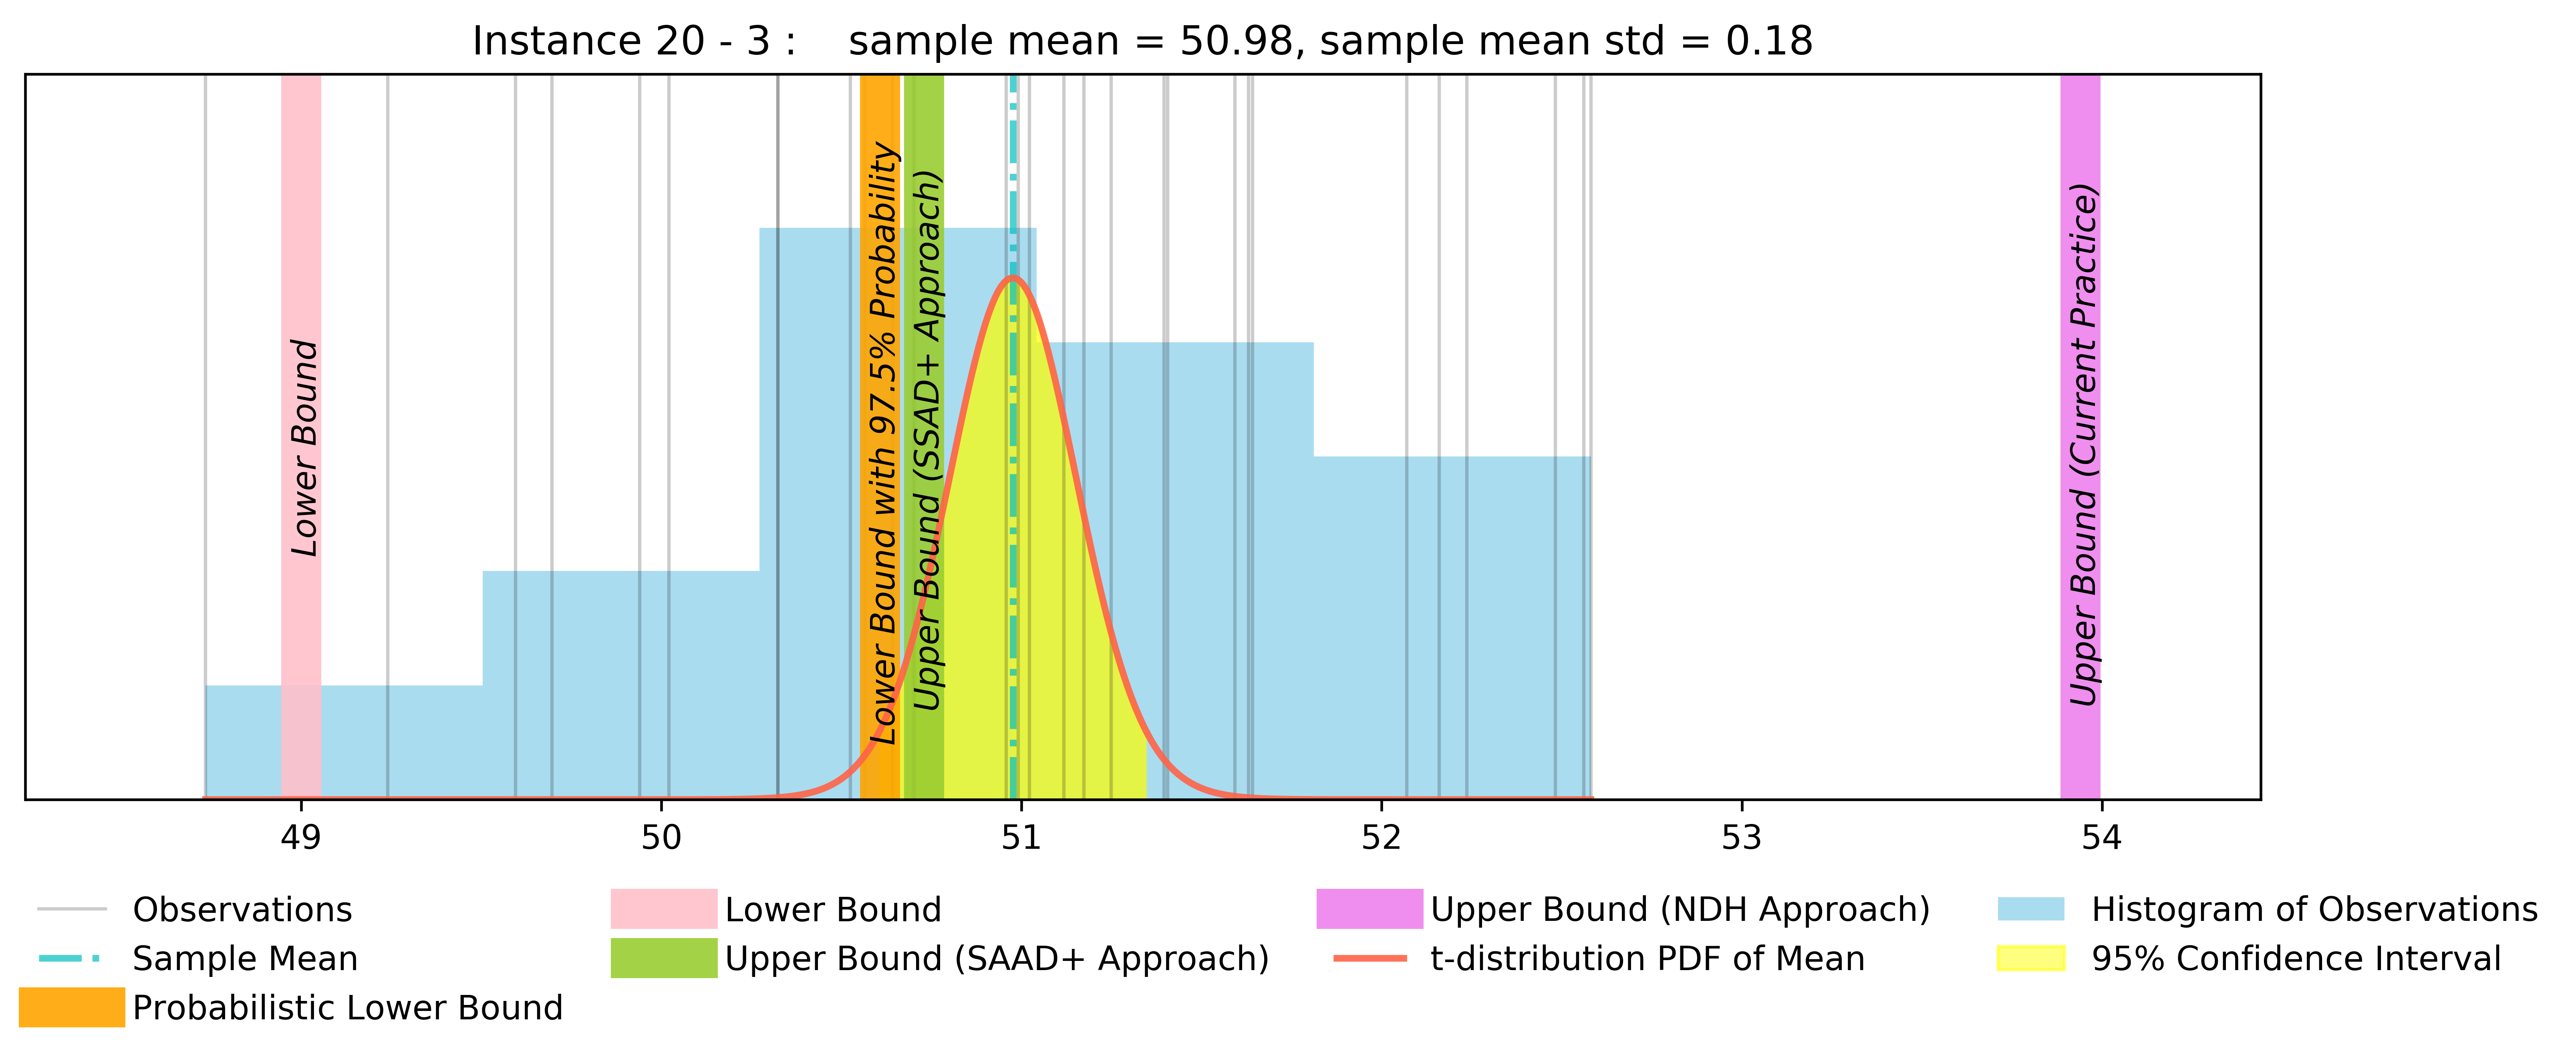 Instance 20 - 3 :    sample mean = 50.98, sample mean std = 0.18
Lower Bound
Lower Bound with 97.5% Probability
Upper Bound (SSAD+ Approach)
Upper Bound (Current Practice)
49 50 51 52 53 54
Observations
Sample Mean
Probabilistic Lower Bound
Lower Bound
Upper Bound (SAAD+ Approach)
Upper Bound (NDH Approach)
t-distribution PDF of Mean
Histogram of Observations
95% Confidence Interval